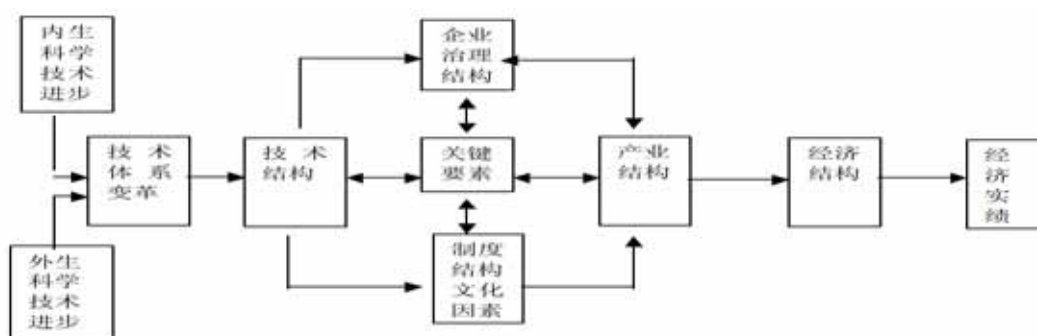 内生
科学
技术
进步
企业
治理
结构
技术
体系
变革
技术
结构
关键
要素
产业
结构
经济
结构
经
济
实
绩
外生
科学
技术
进步
制度
结构
文化
因素